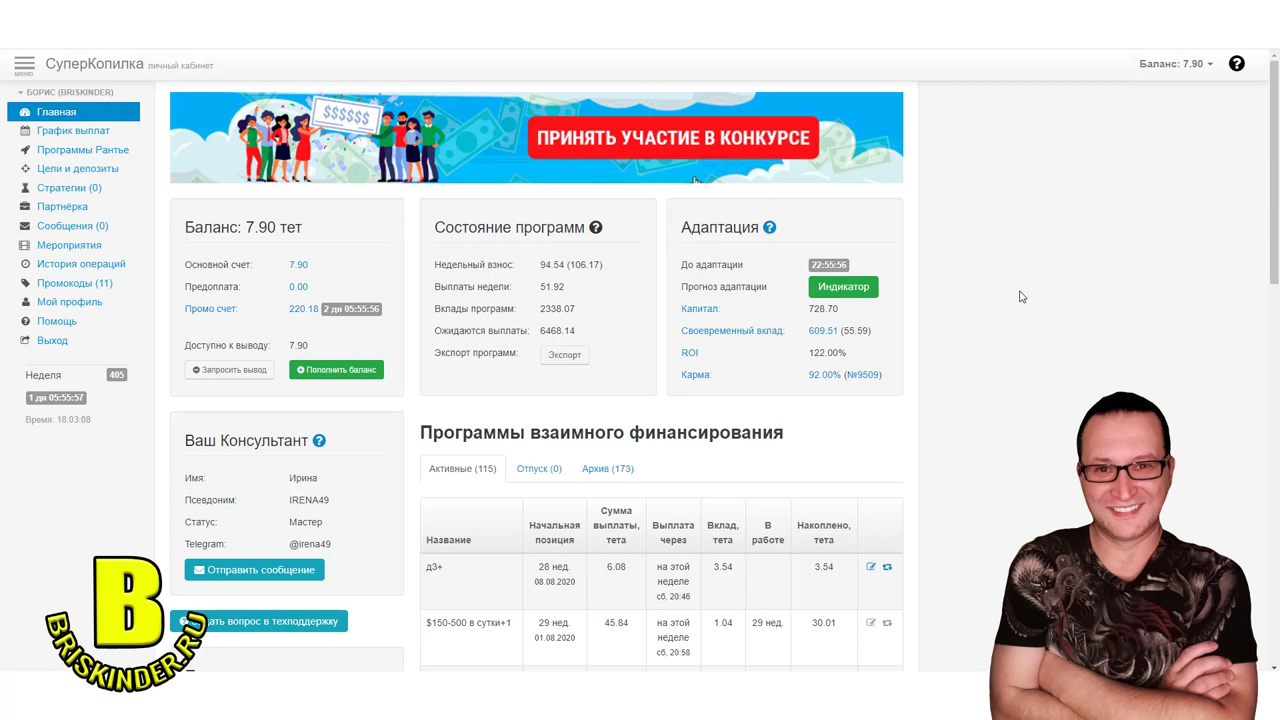 СуперКопилка личный кабинет
Баланс: 7.90
меню
БОРИС (BRISKINDER)
Главная
График выплат
Программы Рантье
Цели и депозиты
Стратегии (0)
Партнёрка
Сообщения (0)
Мероприятия
История операций
Промокоды (11)
Мой профиль
Помощь
Выход
Неделя 405
1 дн 05:55:57
Время: 18:03:08
$$$$$$
ПРИНЯТЬ УЧАСТИЕ В КОНКУРСЕ
Баланс: 7.90 тет
Основной счет: 7.90
Предоплата: 0.00
Промо счет: 220.18 2 дн 05:55:56
Доступно к выводу: 7.90
Запросить вывод Пополнить баланс
Состояние программ ?
Недельный взнос: 94.54 (106.17)
Выплаты недели: 51.92
Вклады программ: 2338.07
Ожидаются выплаты: 6468.14
Экспорт программ: Экспорт
Адаптация ?
До адаптации 22:55:56
Прогноз адаптации Индикатор
Капитал: 728.70
Своевременный вклад: 609.51 (55.59)
ROI 122.00%
Карма: 92.00% (№9509)
Ваш Консультант ?
Имя: Ирина
Псевдоним: IRENA49
Статус: Мастер
Telegram: @irena49
Отправить сообщение
ать вопрос в техподдержку
Программы взаимного финансирования
Активные (115) Отпуск (0) Архив (173)
Название Начальная позиция Сумма выплаты, тета Выплата через Вклад, тета В работе Накоплено, тета
д3+ 28 нед. 08.08.2020 6.08 на этой неделе сб, 20:46 3.54 3.54
$150-500 в сутки+1 29 нед. 01.08.2020 45.84 на этой неделе сб, 20:58 1.04 29 нед. 30.01
B
BRISKINDER.RU